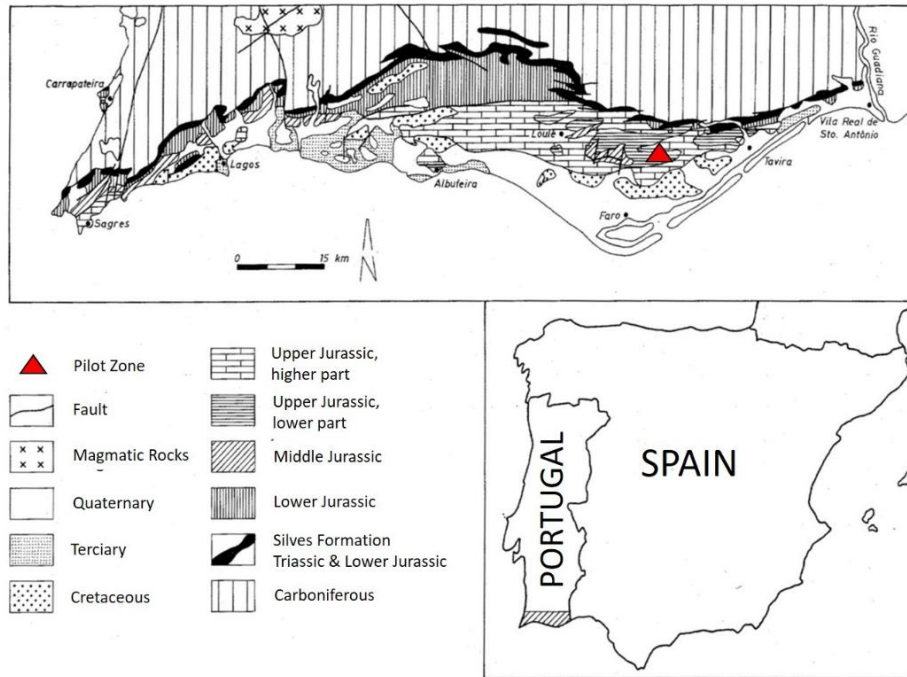 Carrapateira
Rio Guadiana
Vila Real de
Sto. António
Loulé
Tavira
Lagos
Albufeira
Faro
Sagres
0 15 km
N
Pilot Zone
Fault
Magmatic Rocks
Quaternary
Terciary
Cretaceous
Upper Jurassic,
higher part
Upper Jurassic,
lower part
Middle Jurassic
Lower Jurassic
Silves Formation
Triassic & Lower Jurassic
Carboniferous
PORTUGAL
SPAIN